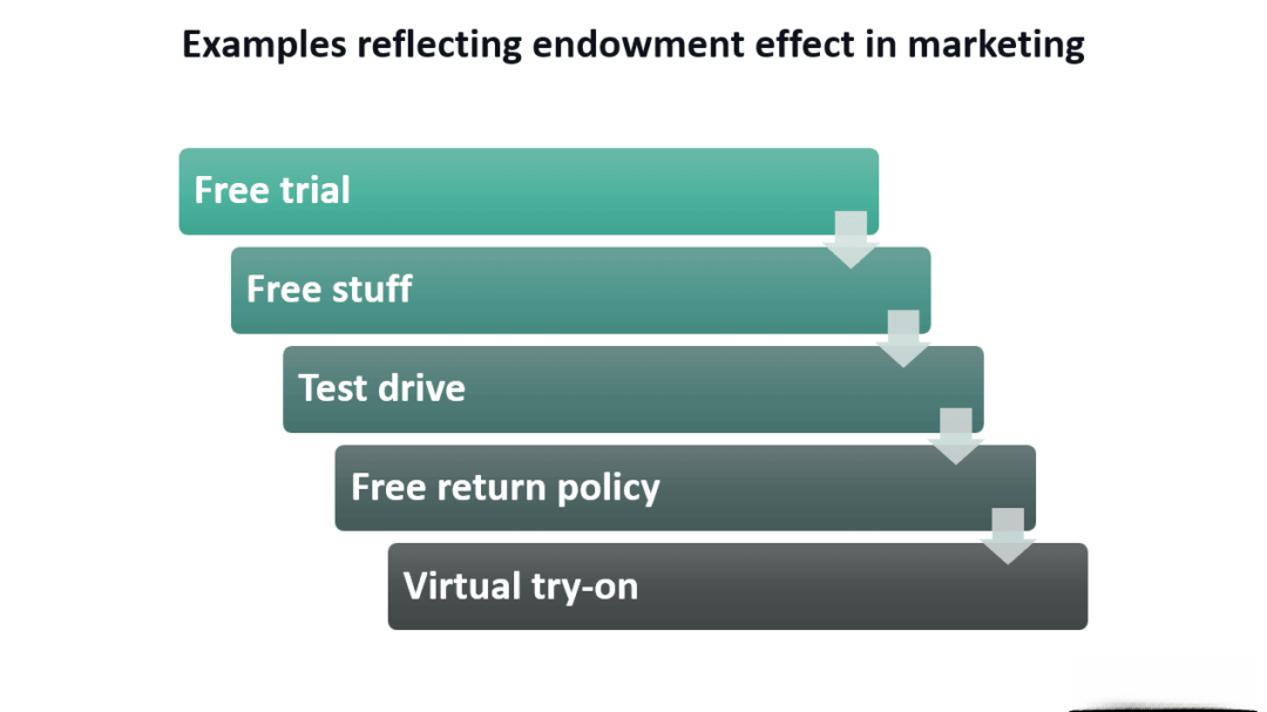 Examples reflecting endowment effect in marketing
Free trial
Free stuff
Test drive
Free return policy
Virtual try-on